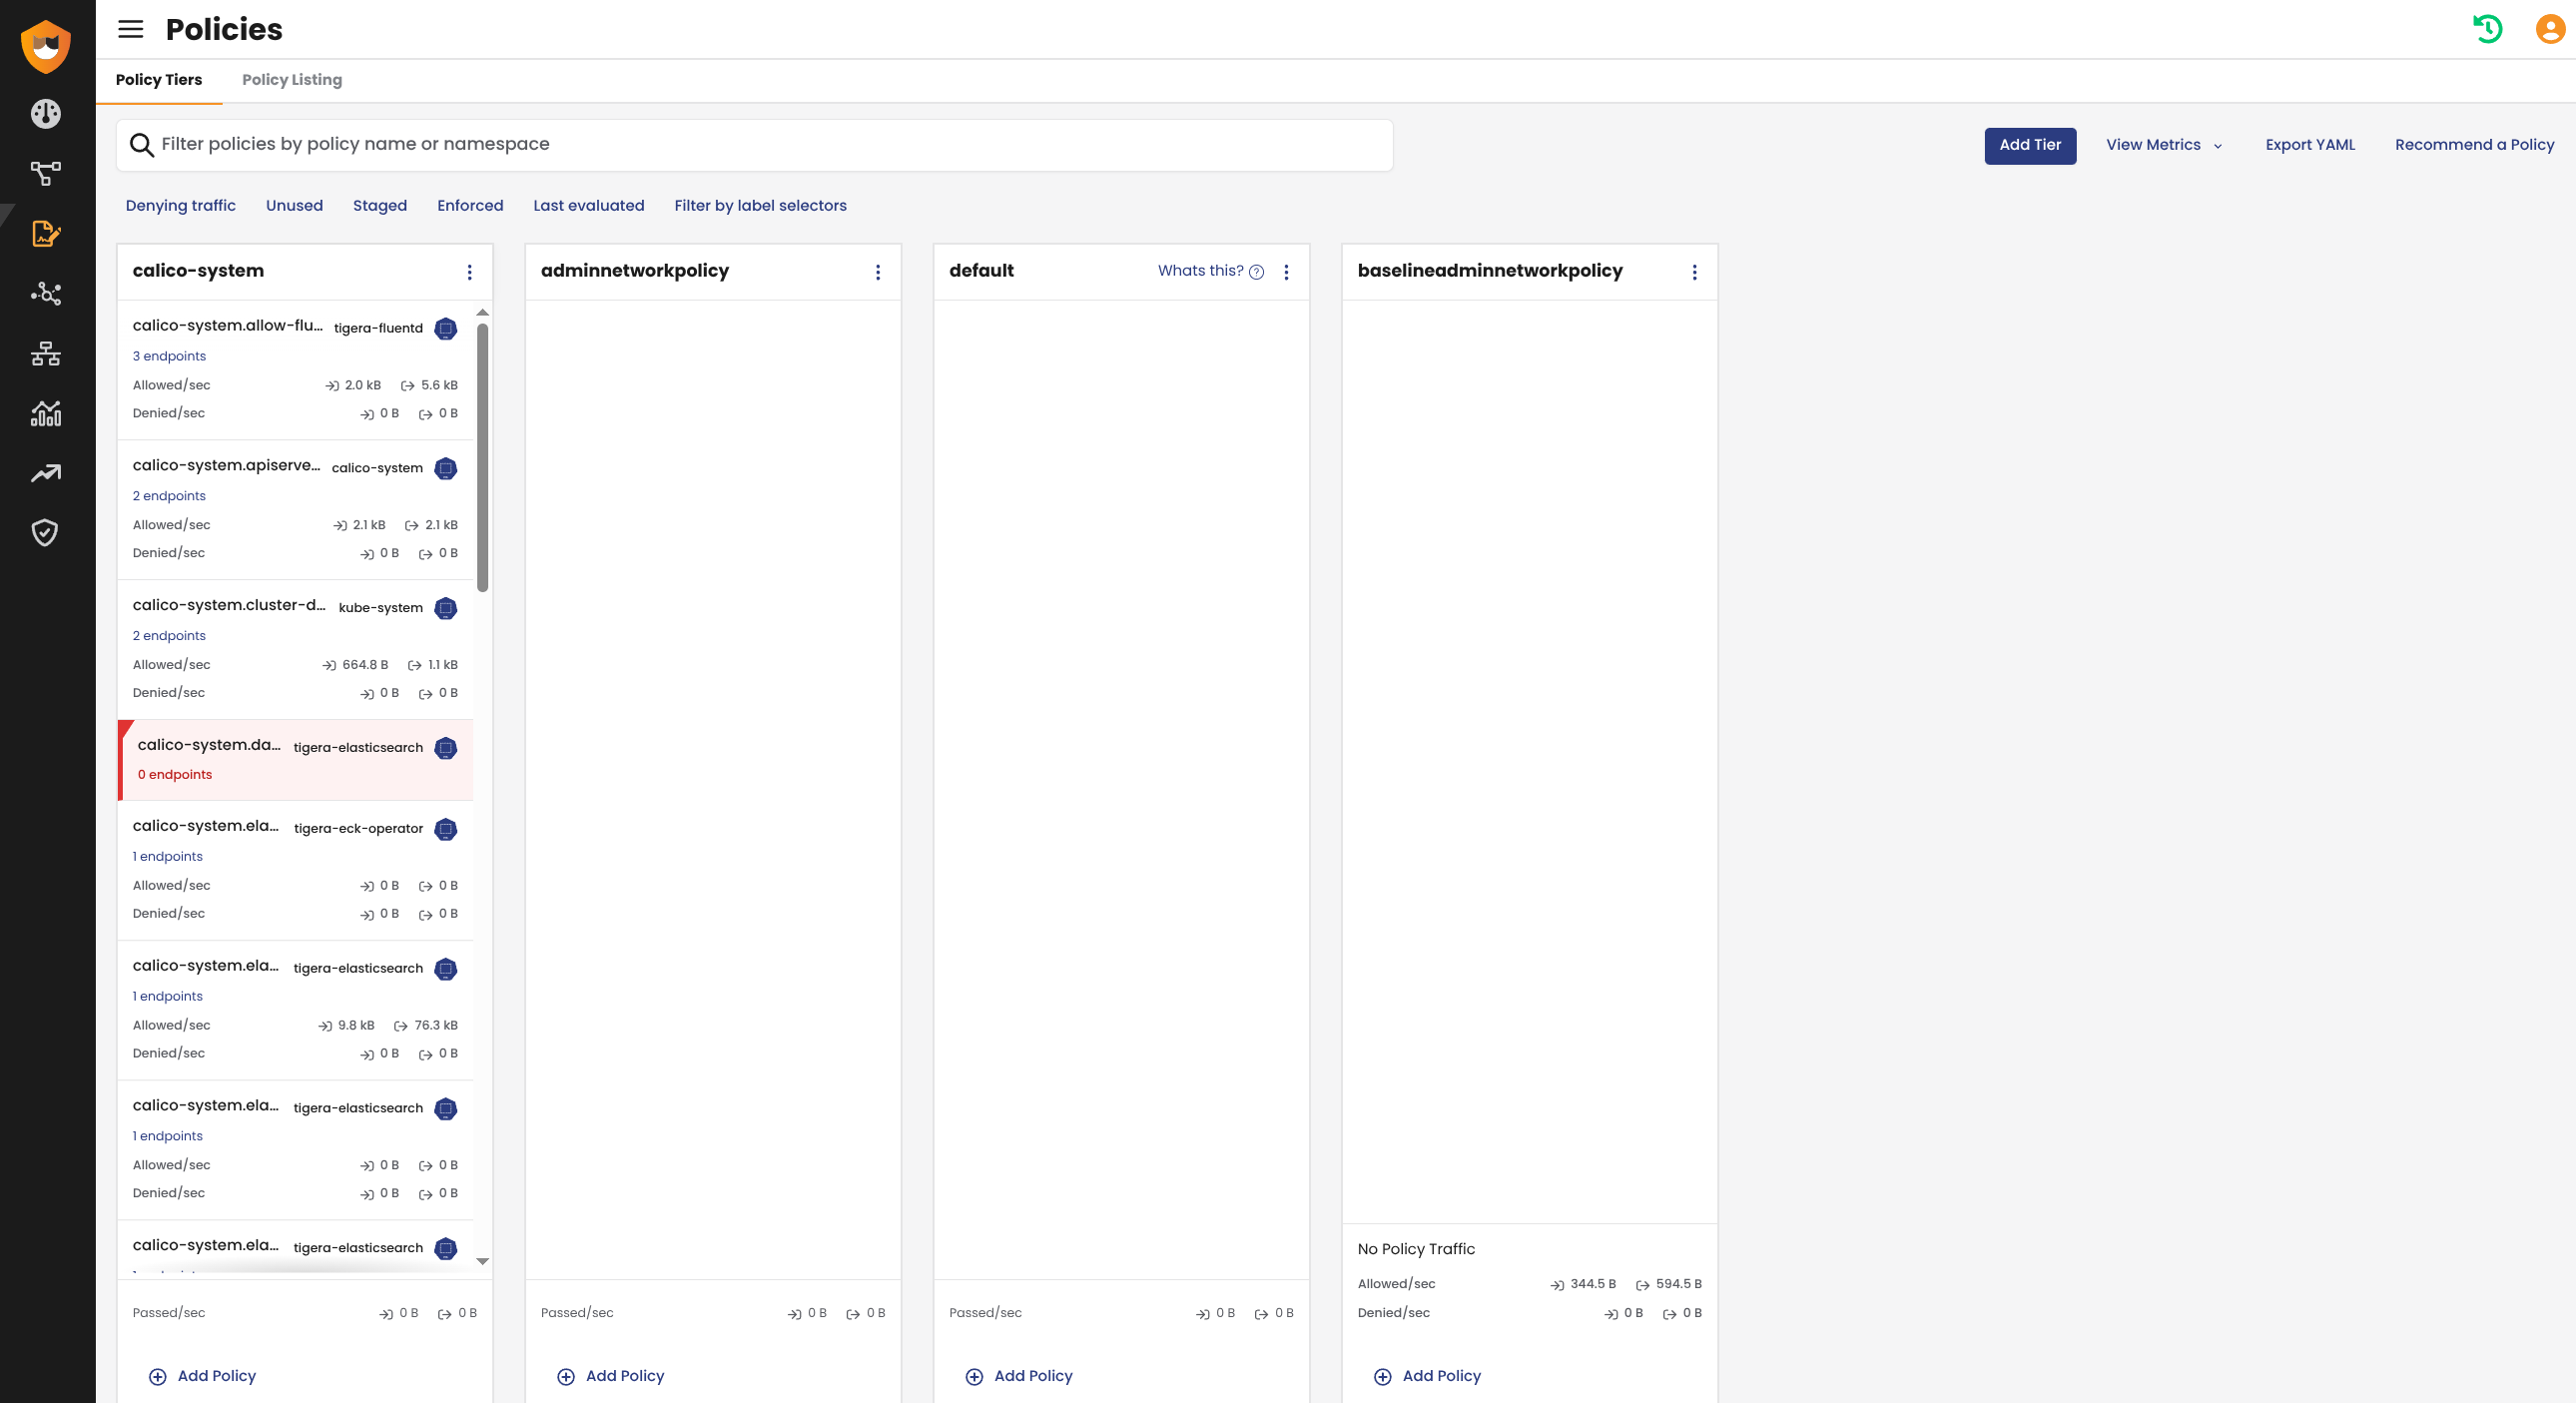 Policies
Policy Tiers Policy Listing
Filter policies by policy name or namespace
Add Tier View Metrics Export YAML Recommend a Policy
Denying traffic Unused Staged Enforced Last evaluated Filter by label selectors
calico-system
calico-system.allow-flu... tigera-fluentd
3 endpoints
Allowed/sec 2.0 kB 5.6 kB
Denied/sec 0 B 0 B
calico-system.apiserve... calico-system
2 endpoints
Allowed/sec 2.1 kB 2.1 kB
Denied/sec 0 B 0 B
calico-system.cluster-d... kube-system
2 endpoints
Allowed/sec 664.8 B 1.1 kB
Denied/sec 0 B 0 B
calico-system.da... tigera-elasticsearch
0 endpoints
calico-system.ela... tigera-eck-operator
1 endpoints
Allowed/sec 0 B 0 B
Denied/sec 0 B 0 B
calico-system.ela... tigera-elasticsearch
1 endpoints
Allowed/sec 9.8 kB 76.3 kB
Denied/sec 0 B 0 B
calico-system.ela... tigera-elasticsearch
1 endpoints
Allowed/sec 0 B 0 B
Denied/sec 0 B 0 B
calico-system.ela... tigera-elasticsearch
Passed/sec 0 B 0 B
Add Policy
adminnetworkpolicy
Passed/sec 0 B 0 B
Add Policy
default Whats this?
Passed/sec 0 B 0 B
Add Policy
baselineadminnetworkpolicy
No Policy Traffic
Allowed/sec 344.5 B 594.5 B
Denied/sec 0 B 0 B
Add Policy